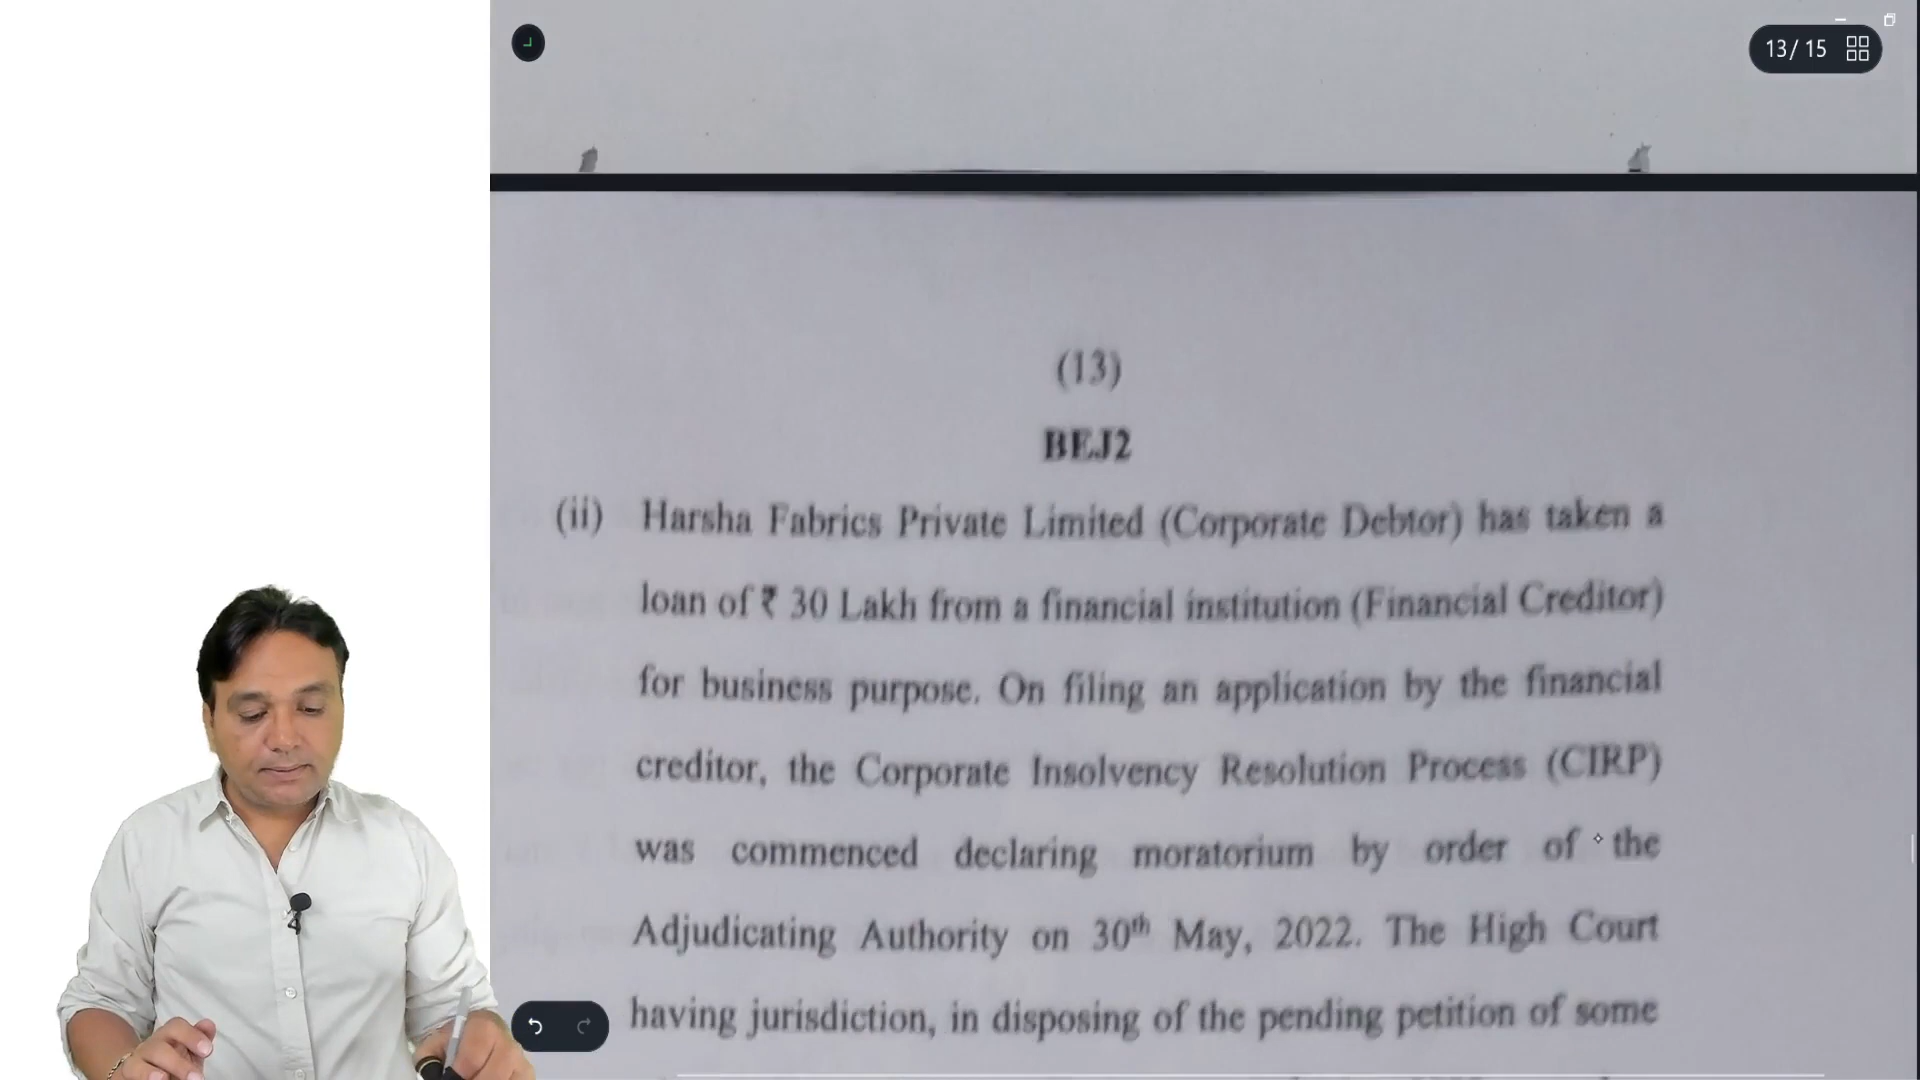 13/ 15
(13)
BEJ2
(ii) Harsha Fabrics Private Limited (Corporate Debtor) has taken a
loan of ₹ 30 Lakh from a financial institution (Financial Creditor)
for business purpose. On filing an application by the financial
creditor, the Corporate Insolvency Resolution Process (CIRP)
was commenced declaring moratorium by order of the
Adjudicating Authority on 30th May, 2022. The High Court
having jurisdiction, in disposing of the pending petition of some